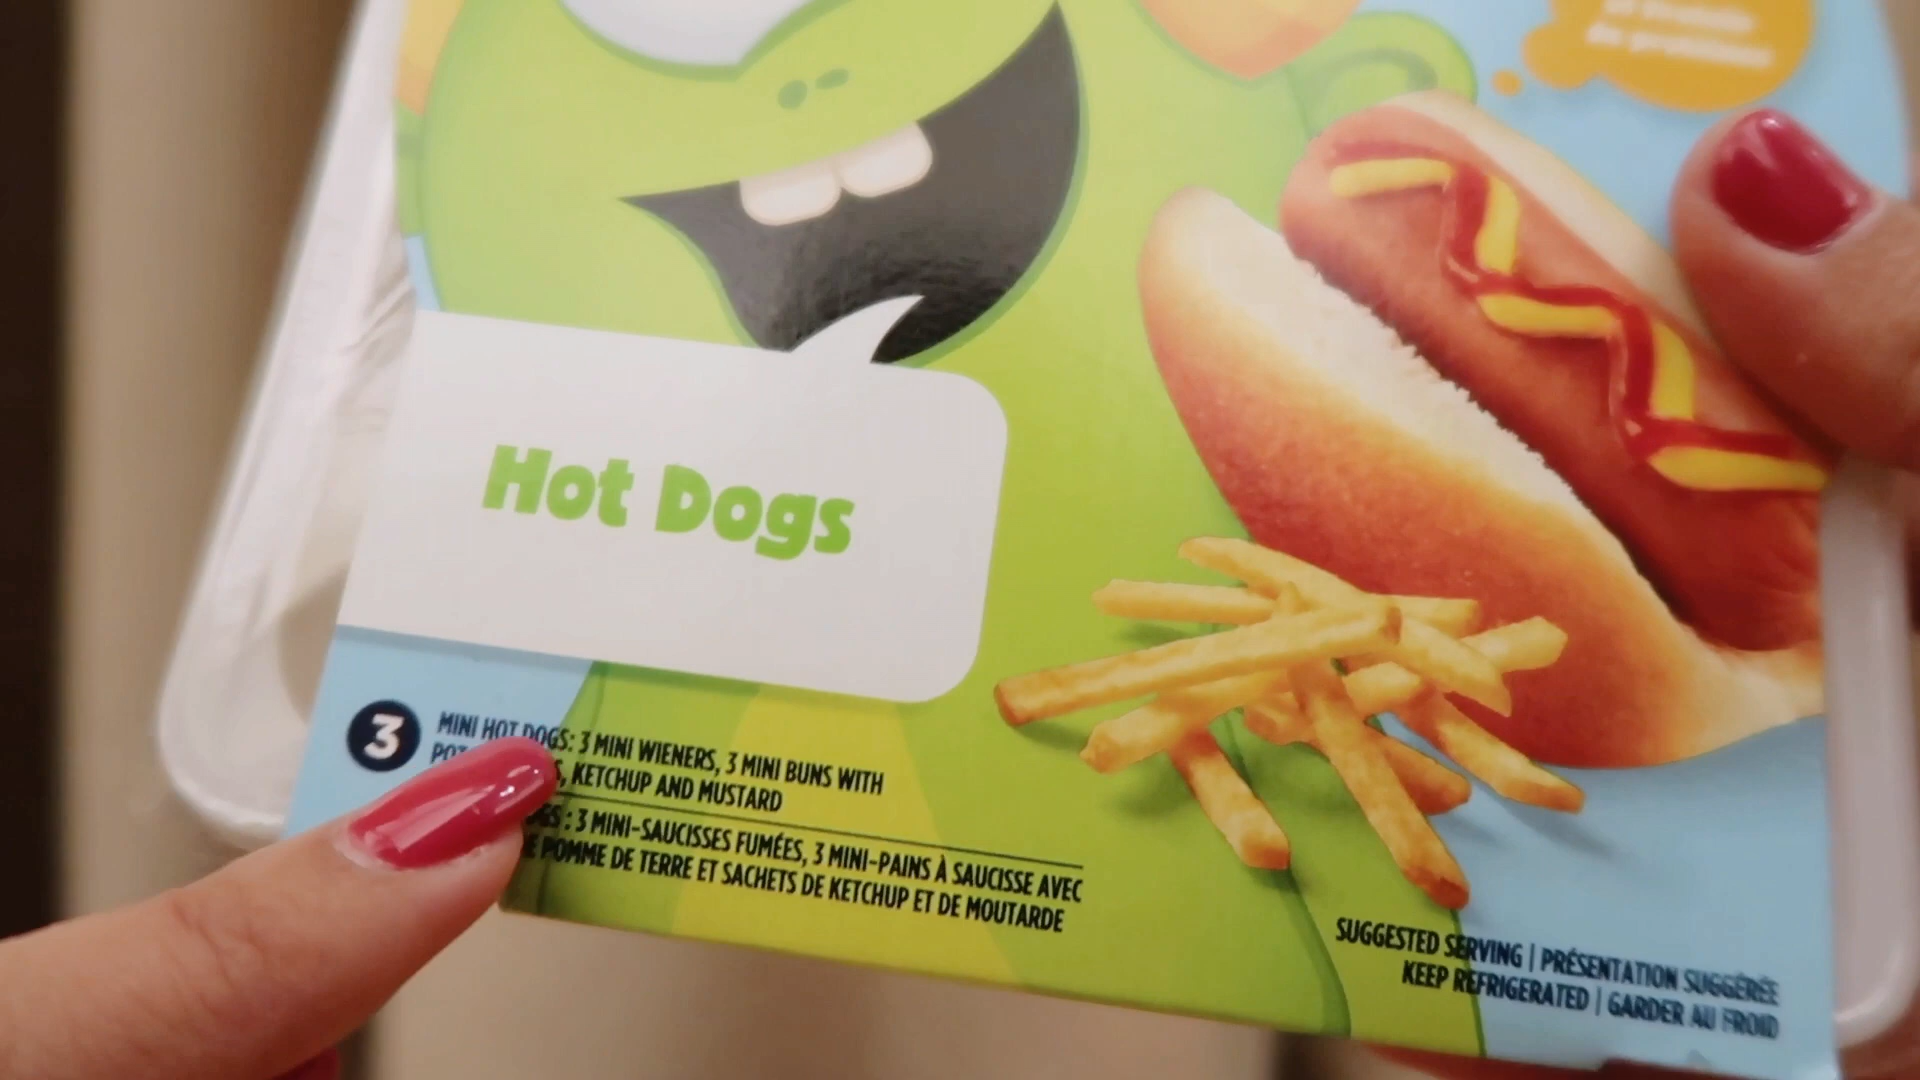 Hot Dogs
3 MINI HOT DOGS: 3 MINI WIENERS, 3 MINI BUNS WITH
KETCHUP AND MUSTARD
: 3 MINI-SAUCISSES FUMÉES, 3 MINI-PAINS À SAUCISSE AVEC
POMME DE TERRE ET SACHETS DE KETCHUP ET DE MOUTARDE
SUGGESTED SERVING | PRÉSENTATION SUGGÉRÉE
KEEP REFRIGERATED | GARDER AU FROID